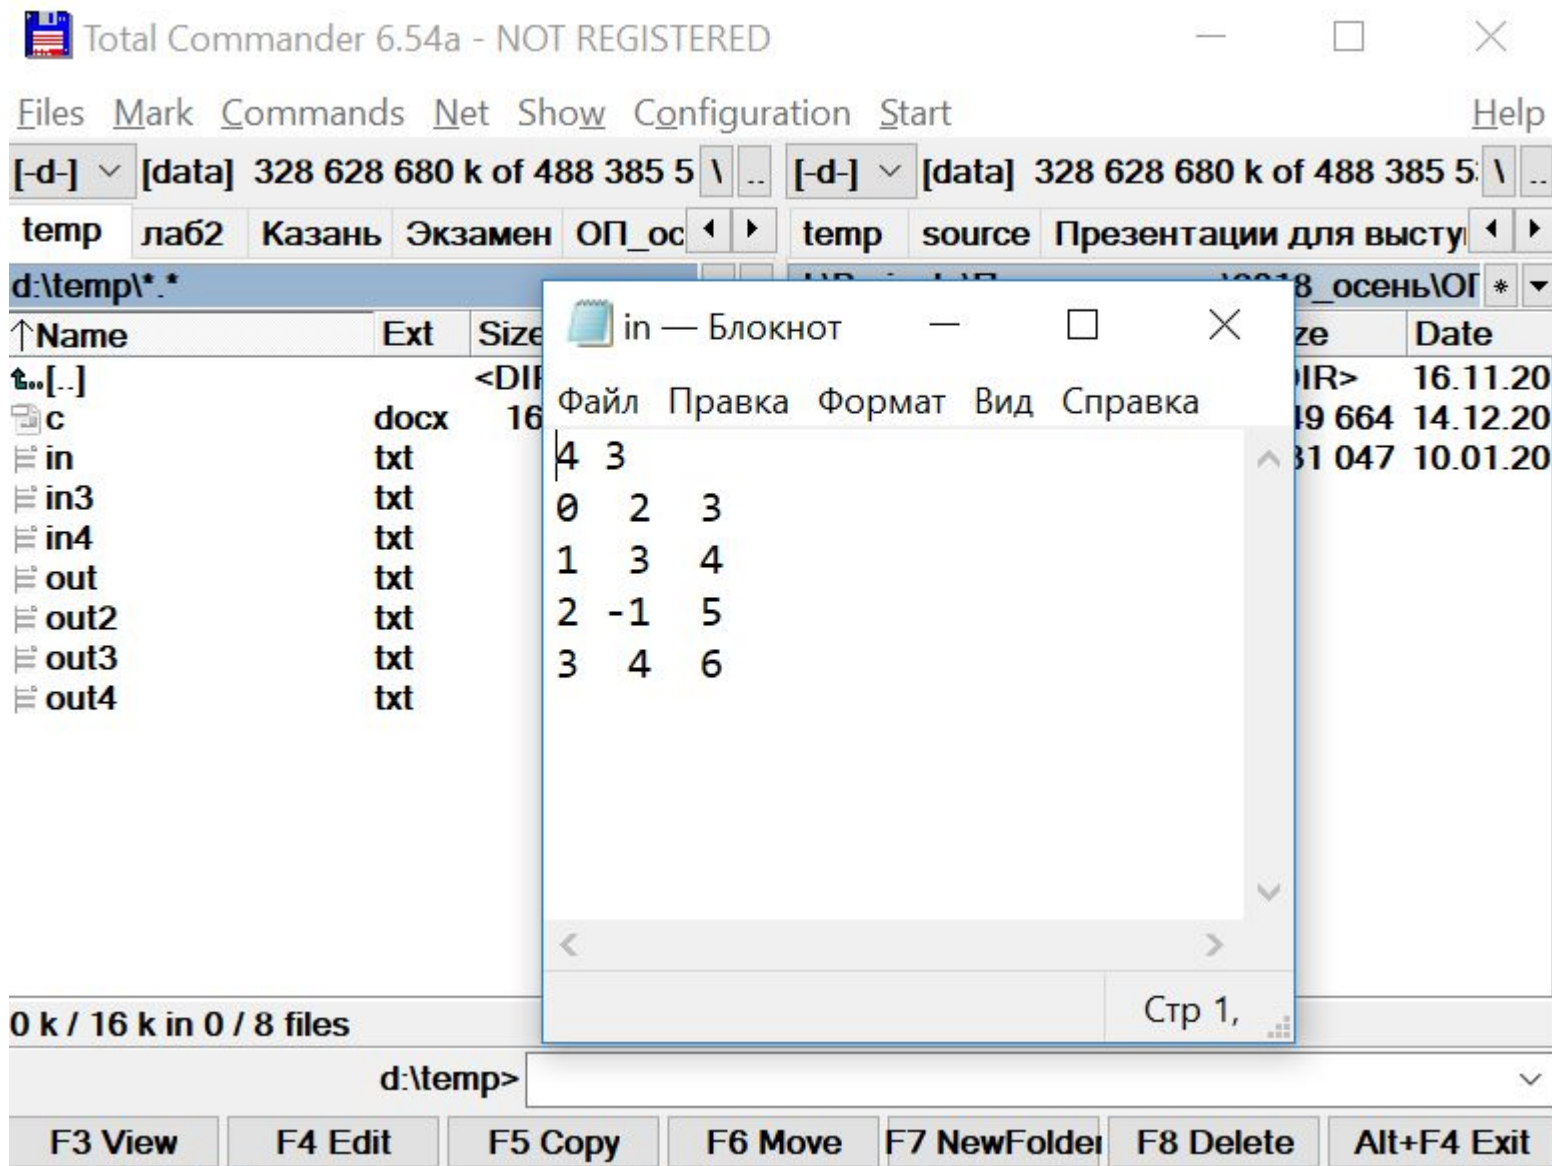 Total Commander 6.54a - NOT REGISTERED
Files Mark Commands Net Show Configuration Start Help
[-d-] [data] 328 628 680 k of 488 385 5 \ .. [-d-] [data] 328 628 680 k of 488 385 5 \ ..
temp лаб2 Казань Экзамен ОП_ос temp source Презентации для высту
d:\temp\*.* 8_осень\ОГ * 
↑Name Ext Size ze Date
[..] <DIR IR> 16.11.20
c docx 16 49 664 14.12.20
in txt 31 047 10.01.20
in3 txt
in4 txt
out txt
out2 txt
out3 txt
out4 txt
in — Блокнот
Файл Правка Формат Вид Справка
4 3
0 2 3
1 3 4
2 -1 5
3 4 6
Стр 1,
0 k / 16 k in 0 / 8 files
d:\temp>
F3 View F4 Edit F5 Copy F6 Move F7 NewFolder F8 Delete Alt+F4 Exit